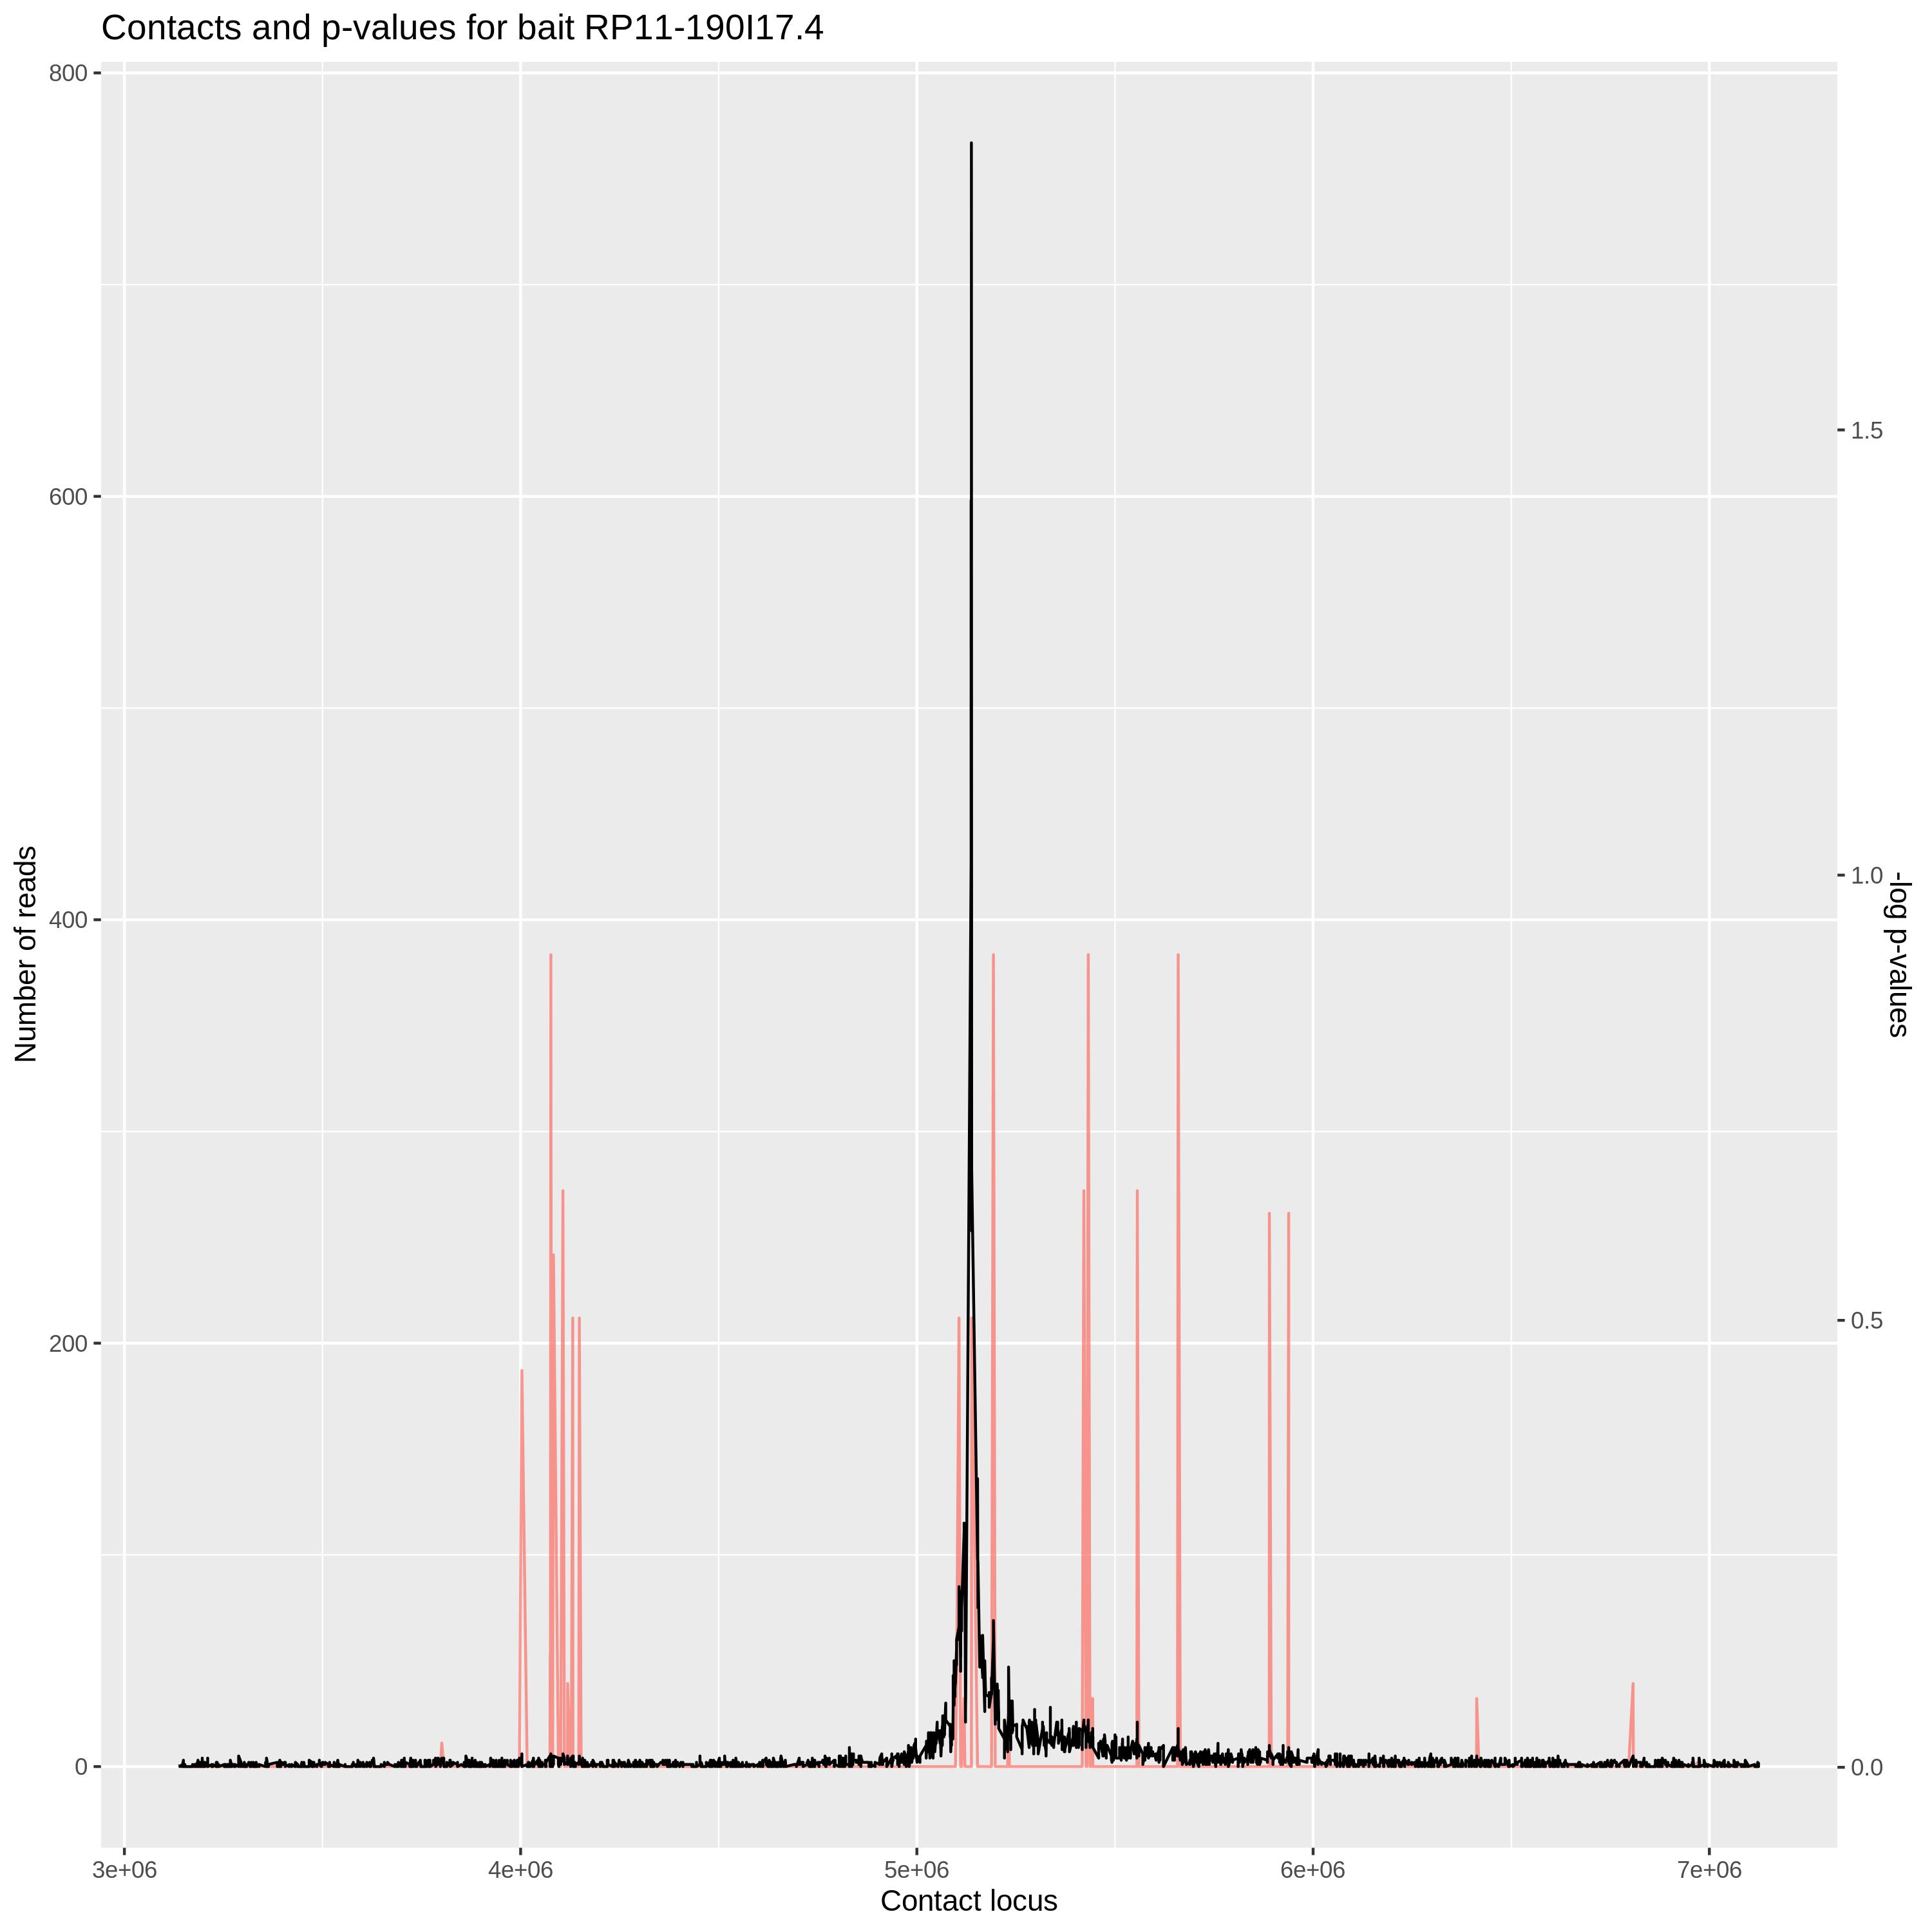 Contacts and p-values for bait RP11-190I17.4
800
600
400
200
0
Number of reads
1.5
1.0
0.5
0.0
-log p-values
3e+06
4e+06
5e+06
6e+06
7e+06
Contact locus